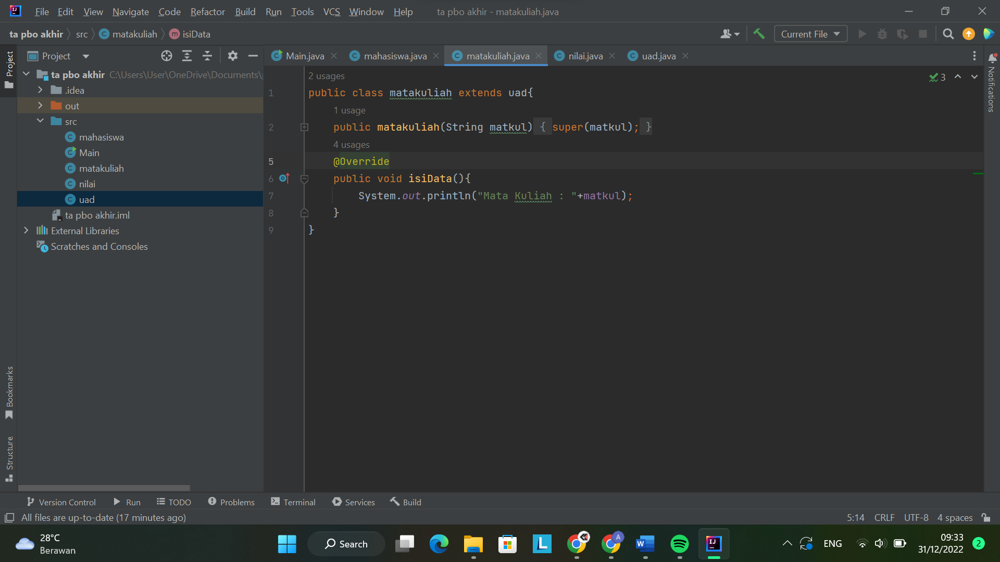 File Edit View Navigate Code Refactor Build Run Tools VCS Window Help ta pbo akhir - matakuliah.java
ta pbo akhir src matakuliah isiData
Current File
Project
Main.java mahasiswa.java matakuliah.java nilai.java uad.java
Project
Notifications
ta pbo akhir C:\Users\User\OneDrive\Documents\
.idea
out
src
mahasiswa
Main
matakuliah
nilai
uad
ta pbo akhir.iml
External Libraries
Scratches and Consoles
2 usages
3
1 public class matakuliah extends uad{
1 usage
2 public matakuliah(String matkul) { super(matkul); }
4 usages
5 @Override
6 public void isiData(){
7 System.out.println("Mata Kuliah : "+matkul);
8 }
9 }
Bookmarks
Structure
Version Control Run TODO Problems Terminal Services Build
All files are up-to-date (17 minutes ago)
5:14 CRLF UTF-8 4 spaces
28°C
Berawan
Search
ENG
09:33
31/12/2022
2